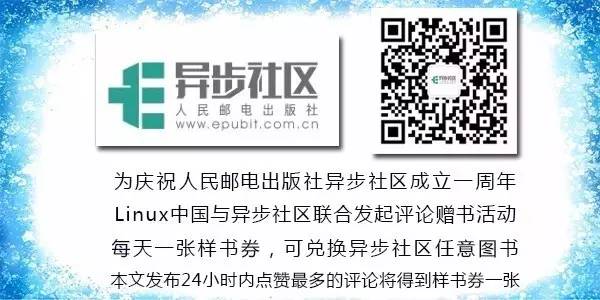 异步社区
人民邮电出版社
www.epubit.com.cn
为庆祝人民邮电出版社异步社区成立一周年
Linux中国与异步社区联合发起评论赠书活动
每天一张样书券，可兑换异步社区任意图书
本文发布24小时内点赞最多的评论将得到样书券一张